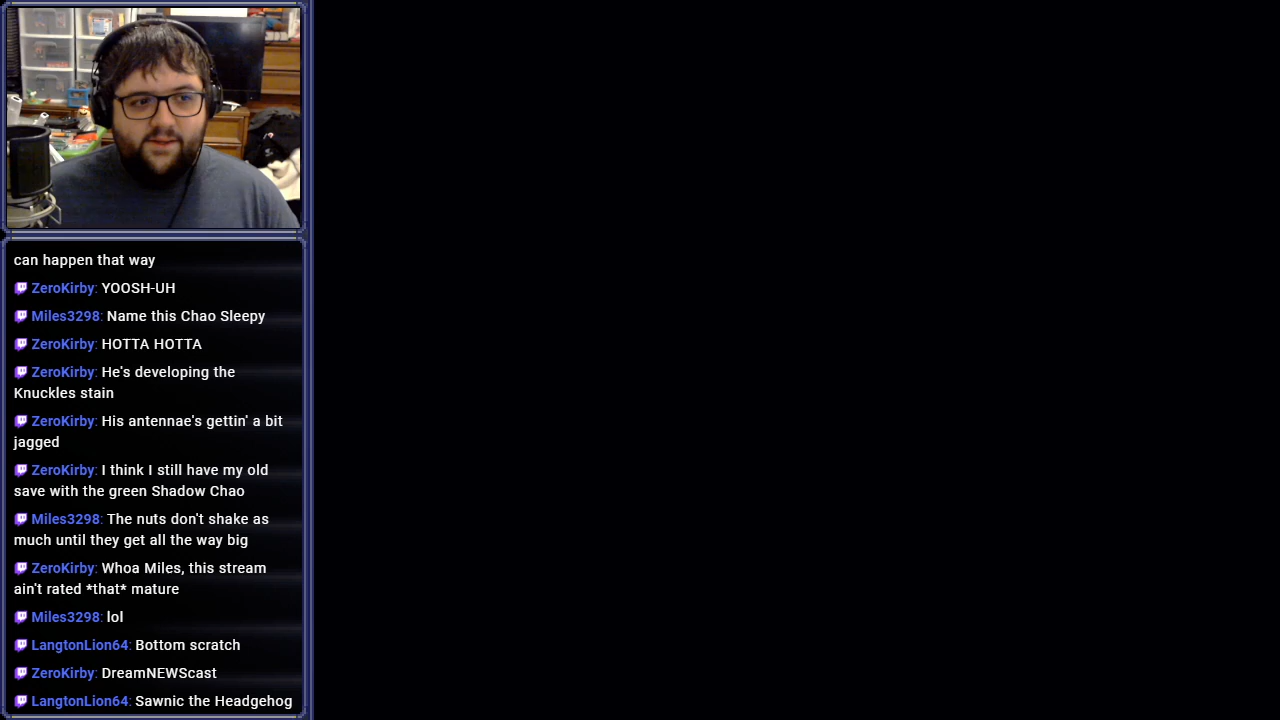 can happen that way
ZeroKirby: YOOSH-UH
Miles3298: Name this Chao Sleepy
ZeroKirby: HOTTA HOTTA
ZeroKirby: He's developing the
Knuckles stain
ZeroKirby: His antennae's gettin' a bit
jagged
ZeroKirby: I think I still have my old
save with the green Shadow Chao
Miles3298: The nuts don't shake as
much until they get all the way big
ZeroKirby: Whoa Miles, this stream
ain't rated *that* mature
Miles3298: lol
LangtonLion64: Bottom scratch
ZeroKirby: DreamNEWScast
LangtonLion64: Sawnic the Headgehog